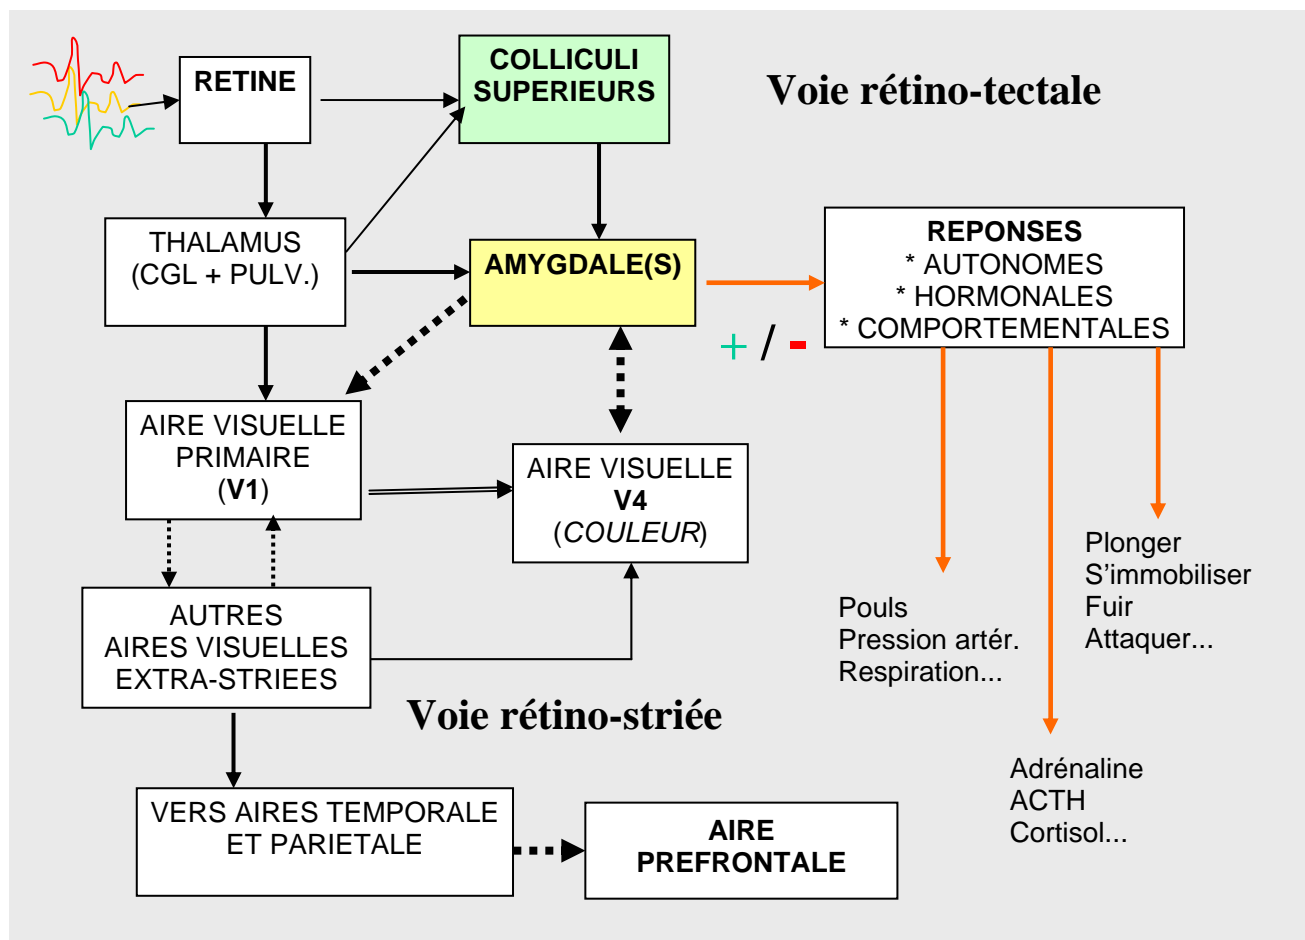 RETINE
COLLICULI
SUPERIEURS
Voie rétino-tectale
THALAMUS
(CGL + PULV.)
AMYGDALE(S)
REPONSES
* AUTONOMES
* HORMONALES
* COMPORTEMENTALES
+ / -
AIRE VISUELLE
PRIMAIRE
(V1)
AIRE VISUELLE
V4
(COULEUR)
Plonger
S'immobiliser
Fuir
Attaquer...
Pouls
Pression artér.
Respiration...
AUTRES
AIRES VISUELLES
EXTRA-STRIEES
Voie rétino-striée
Adrénaline
ACTH
Cortisol...
VERS AIRES TEMPORALE
ET PARIETALE
AIRE
PREFRONTALE